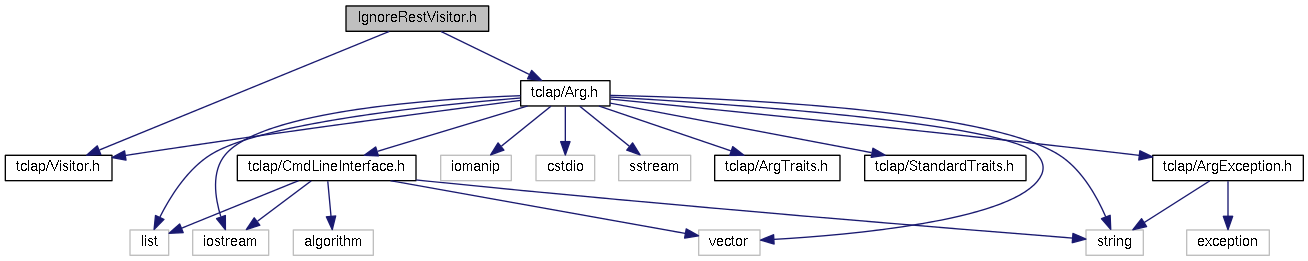 IgnoreRestVisitor.h
tclap/Arg.h
tclap/Visitor.h
tclap/CmdLineInterface.h
iomanip
cstdio
sstream
tclap/ArgTraits.h
tclap/StandardTraits.h
tclap/ArgException.h
list
iostream
algorithm
vector
string
exception